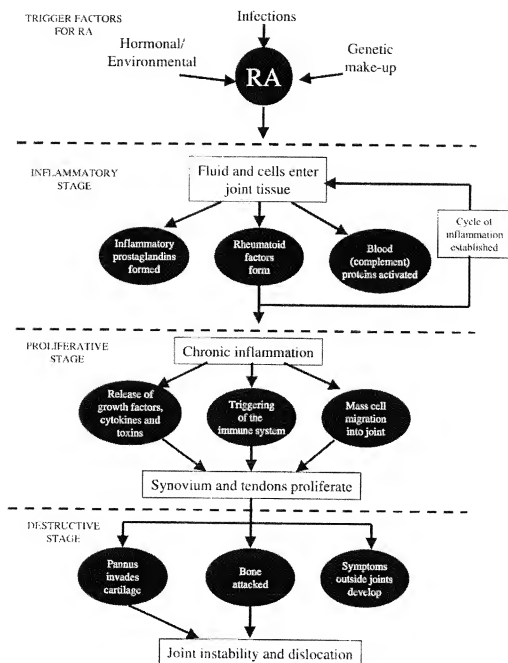 TRIGGER FACTORS
FOR RA
Infections
Hormonal/
Environmental
Genetic
make-up
RA
INFLAMMATORY
STAGE
Fluid and cells enter
joint tissue
Cycle of
inflammation
established
Inflammatory
prostaglandins
formed
Rheumatoid
factors
form
Blood
(complement)
proteins activated
PROLIFERATIVE
STAGE
Chronic inflammation
Release of
growth factors,
cytokines and
toxins
Triggering
of the
immune system
Mass cell
migration
into joint
Synovium and tendons proliferate
DESTRUCTIVE
STAGE
Pannus
invades
cartilage
Bone
attacked
Symptoms
outside joints
develop
Joint instability and dislocation